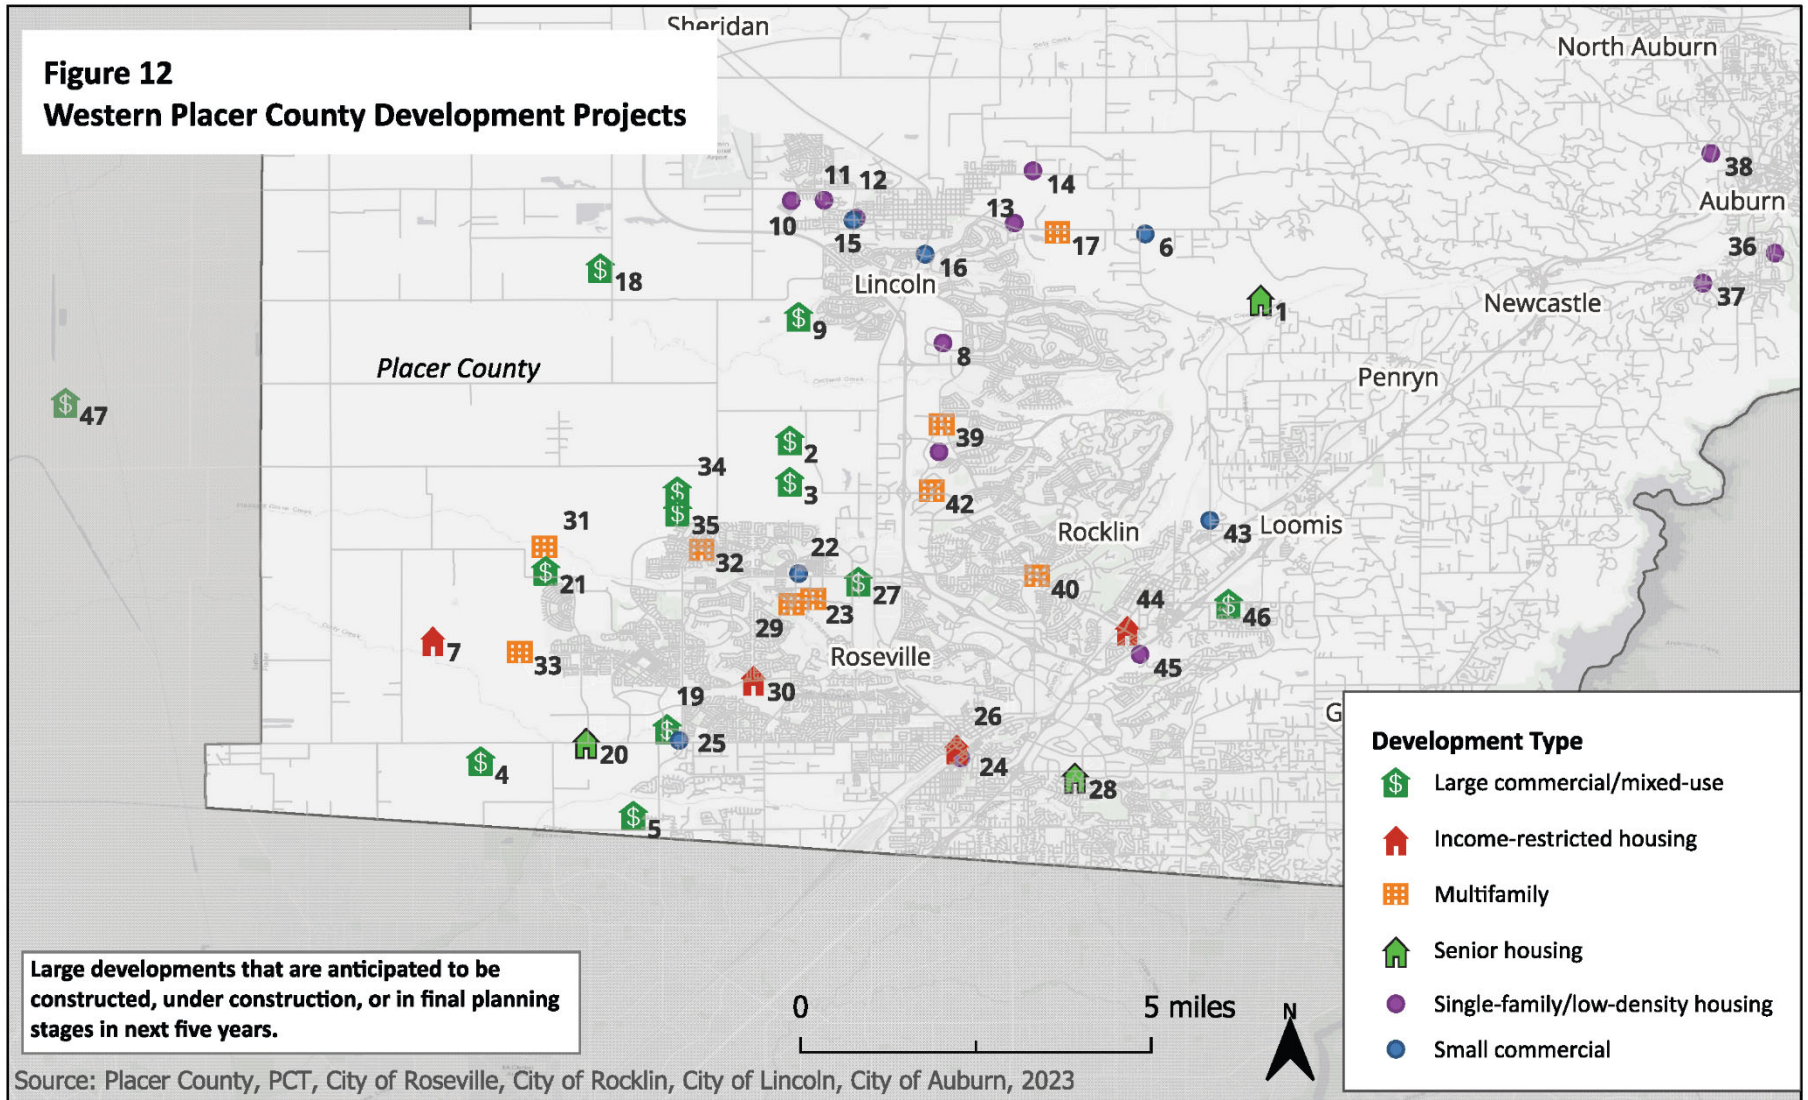 Figure 12
Western Placer County Development Projects
Sheridan
North Auburn
38
Auburn
11
12
14
10
15
13
17
6
36
16
37
Lincoln
18
1
Newcastle
9
8
Placer County
Penryn
47
39
2
34
3
42
31
35
Rocklin
43
Loomis
32
22
21
27
40
23
44
46
29
7
33
Roseville
45
30
19
26
25
20
24
4
28
5
G
Development Type
Large commercial/mixed-use
Income-restricted housing
Multifamily
Senior housing
Single-family/low-density housing
Small commercial
Large developments that are anticipated to be
constructed, under construction, or in final planning
stages in next five years.
0
5 miles
N
Source: Placer County, PCT, City of Roseville, City of Rocklin, City of Lincoln, City of Auburn, 2023